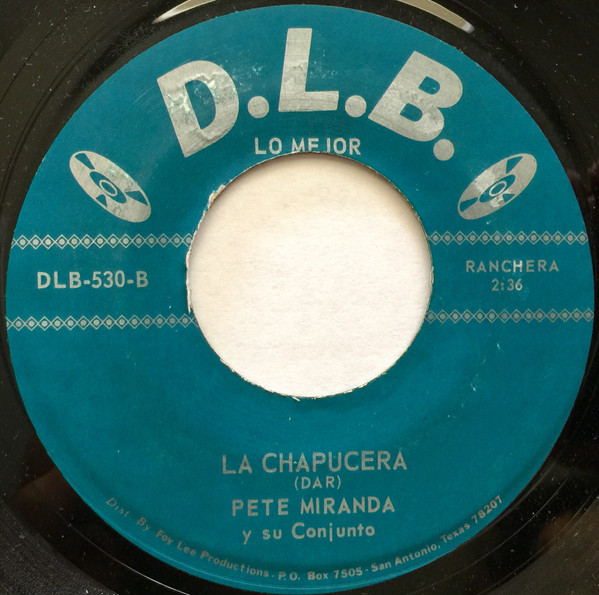 D.L.B.
LO MEJOR
DLB-530-B
RANCHERA
2:36
LA CHAPUCERA
(DAR)
PETE MIRANDA
y su Conjunto
Dist. By Foy Lee Productions - P.O. Box 7505 - San Antonio, Texas 78207